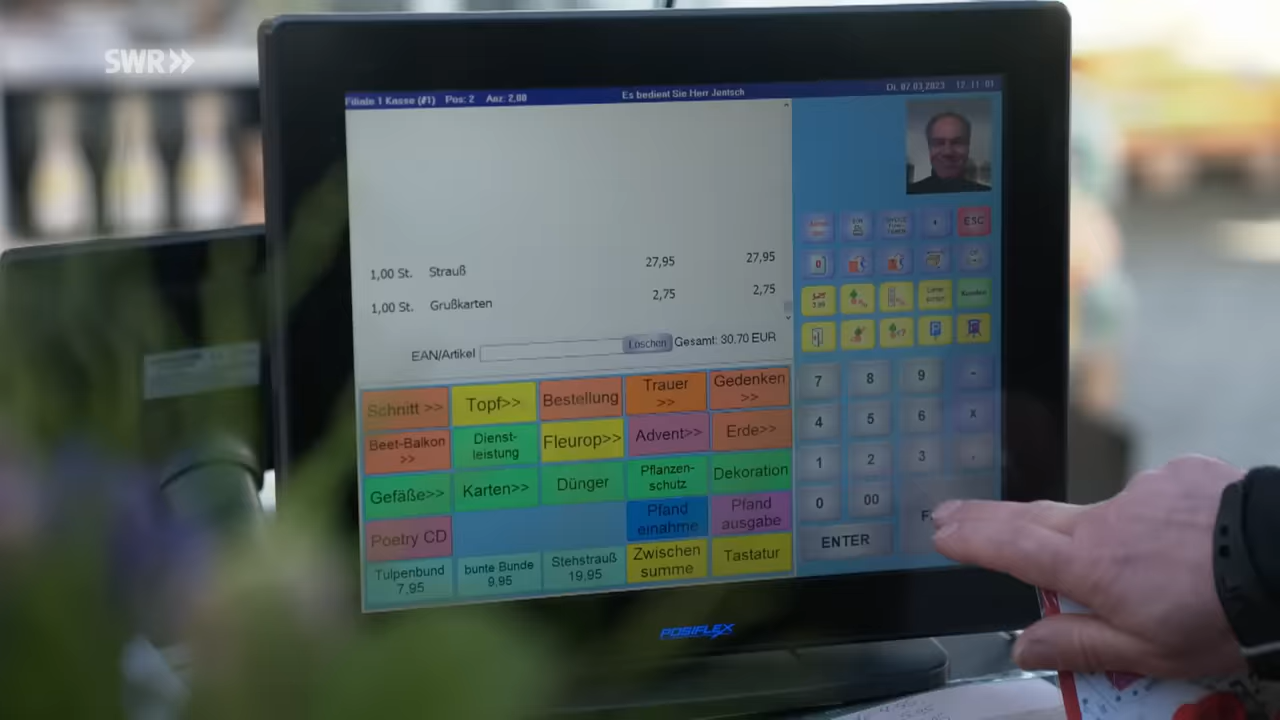 SWR»
Filiale 1 Kasse (#1) Pos: 2 Anz: 2,00 Es bedient Sie Herr Jentsch Di. 07.03.2023 12:11:01
1,00 St. Strauß 27,95 27,95
1,00 St. Grußkarten 2,75 2,75
EAN/Artikel Löschen Gesamt: 30.70 EUR
ESC
Schnitt >> Topf>> Bestellung Trauer >> Gedenken >>
Beet-Balkon >> Dienst-leistung Fleurop>> Advent>> Erde>>
Gefäße>> Karten>> Dünger Pflanzen-schutz Dekoration
Poetry CD Pfand einahme Pfand ausgabe
Tulpenbund 7,95 bunte Bunde 9,95 Stehstrauß 19,95 Zwischen summe Tastatur
7 8 9 -
4 5 6 x
1 2 3 .
0 00
ENTER
POSIFLEX